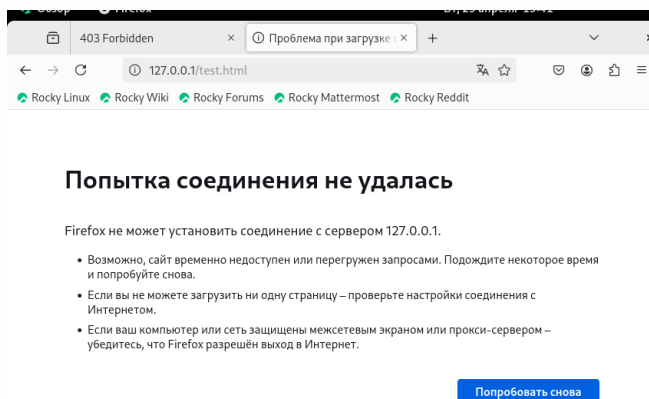 403 Forbidden
Проблема при загрузке с
127.0.0.1/test.html
Rocky Linux Rocky Wiki Rocky Forums Rocky Mattermost Rocky Reddit
Попытка соединения не удалась
Firefox не может установить соединение с сервером 127.0.0.1.
• Возможно, сайт временно недоступен или перегружен запросами. Подождите некоторое время
и попробуйте снова.
• Если вы не можете загрузить ни одну страницу – проверьте настройки соединения с
Интернетом.
• Если ваш компьютер или сеть защищены межсетевым экраном или прокси-сервером –
убедитесь, что Firefox разрешён выход в Интернет.
Попробовать снова